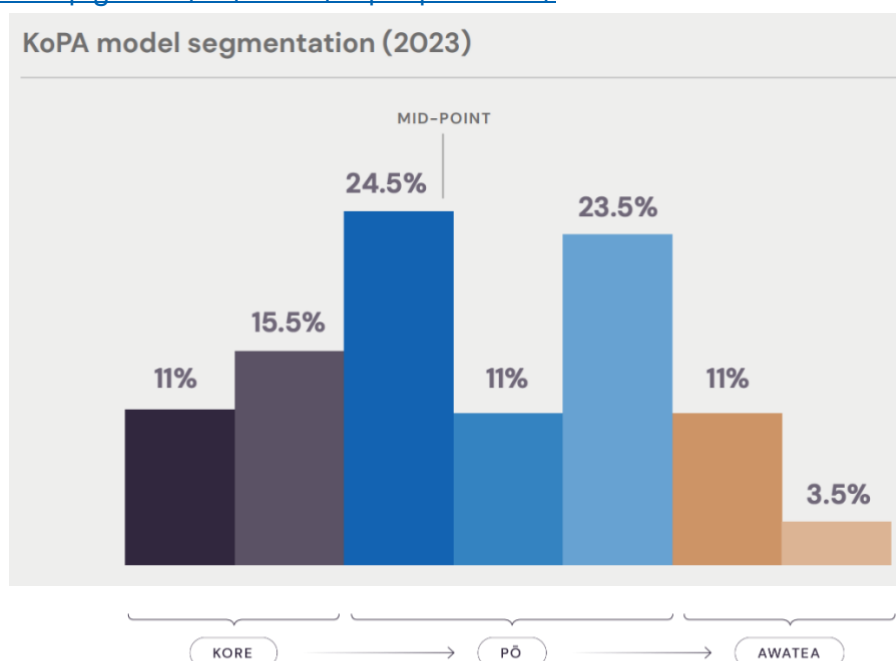 KoPA model segmentation (2023)
MID-POINT
24.5%
23.5%
15.5%
11%
11%
11%
3.5%
KORE
PŌ
AWATEA